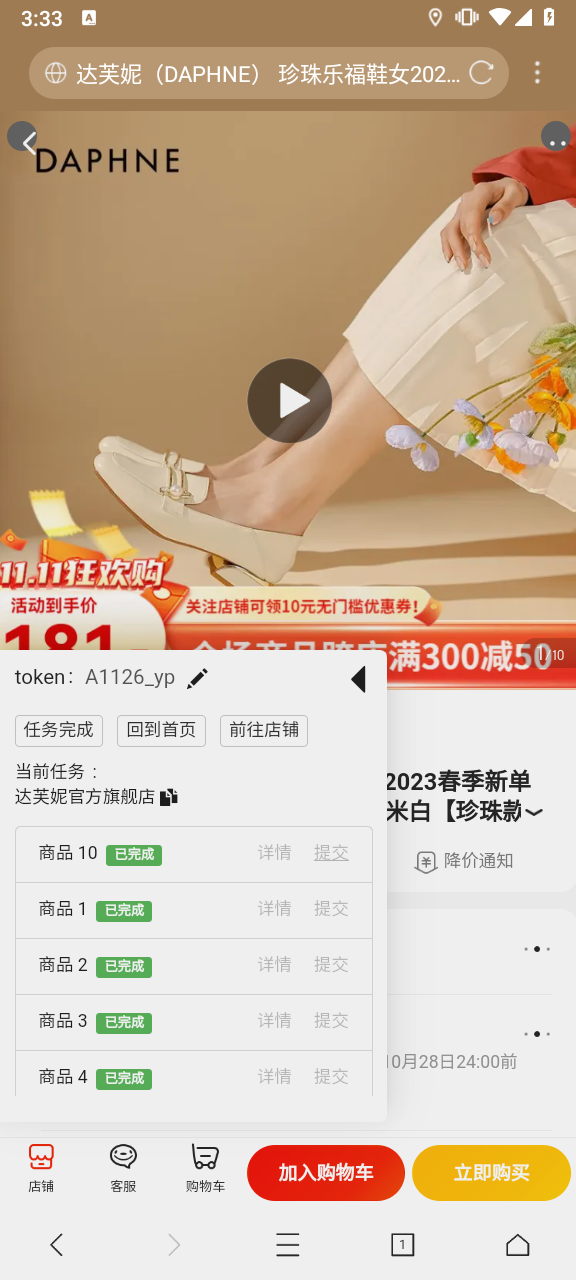 3:33
A
达芙妮（DAPHNE） 珍珠乐福鞋女202...
DAPHNE
11.11狂欢购
活动到手价
关注店铺可领10元无门槛优惠券！
181
全场商品跨店满300减50
1/10
token： A1126_yp
任务完成 回到首页 前往店铺
当前任务 :
达芙妮官方旗舰店
2023春季新单
米白【珍珠款
降价通知
商品 10 已完成 详情 提交
商品 1 已完成 详情 提交
商品 2 已完成 详情 提交
商品 3 已完成 详情 提交
10月28日24:00前
商品 4 已完成 详情 提交
店铺 客服 购物车 加入购物车 立即购买
1